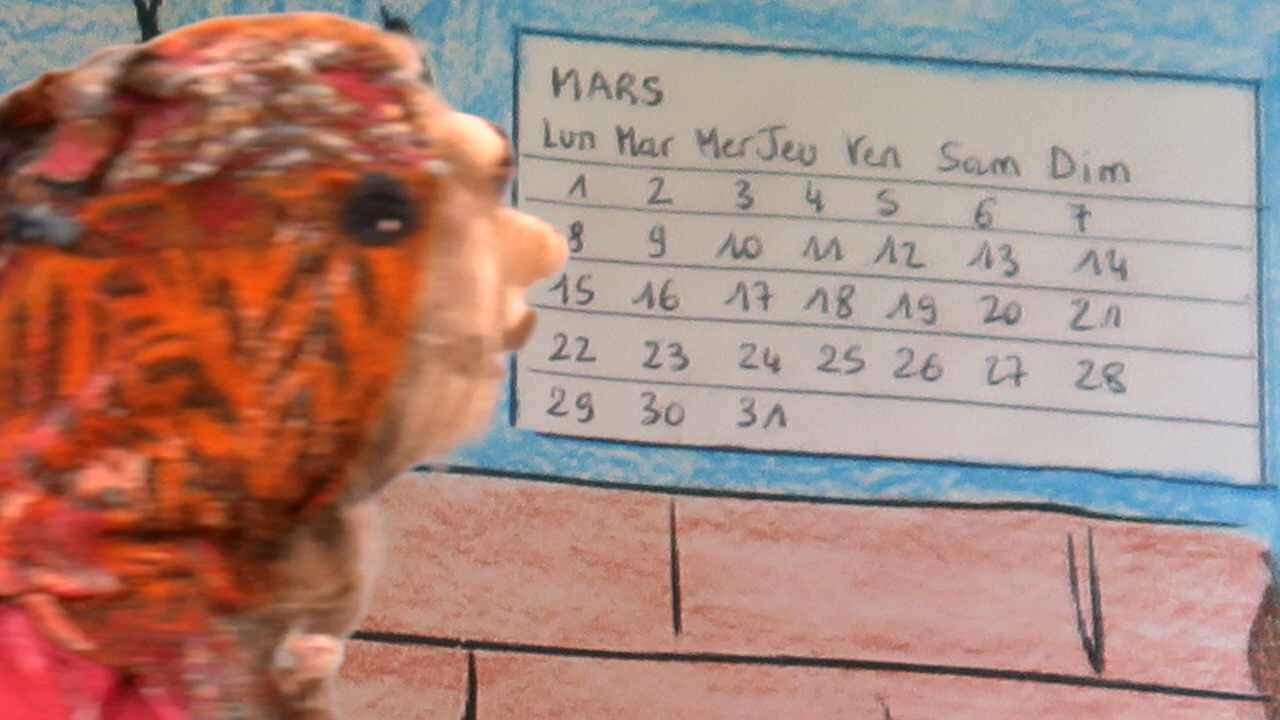 MARS
Lun Mar Mer Jeu Ven Sam Dim
1 2 3 4 5 6 7
8 9 10 11 12 13 14
15 16 17 18 19 20 21
22 23 24 25 26 27 28
29 30 31